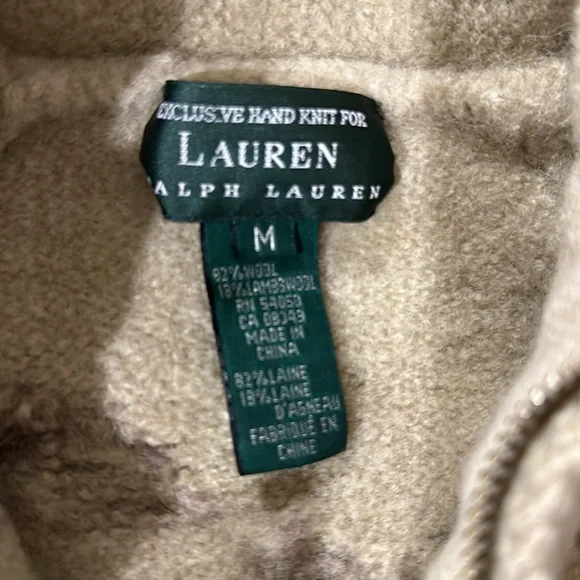 EXCLUSIVE HAND KNIT FOR
LAUREN
RALPH LAUREN
M
82% WOOL
18% LAMBSWOOL
RN 54050
CA 08049
MADE IN
CHINA
82% LAINE
18% LAINE
D'AGNEAU
FABRIQUÉ EN
CHINE